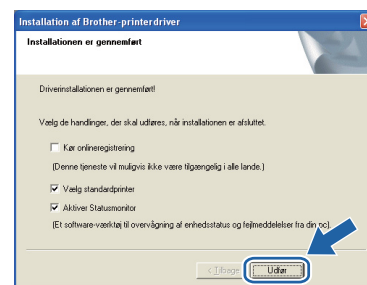 Installation af Brother-printerdriver
Installationen er gennemført
Driverinstallationen er gennemført!
Vælg de handlinger, der skal udføres, når installationen er afsluttet.
Kør onlineregistrering
(Denne tjeneste vil muligvis ikke være tilgængelig i alle lande.)
Vælg standardprinter
Aktiver Statusmonitor
(Et software-værktøj til overvågning af enhedsstatus og fejlmeddelelser fra din pc).
< Tilbage
Udfør